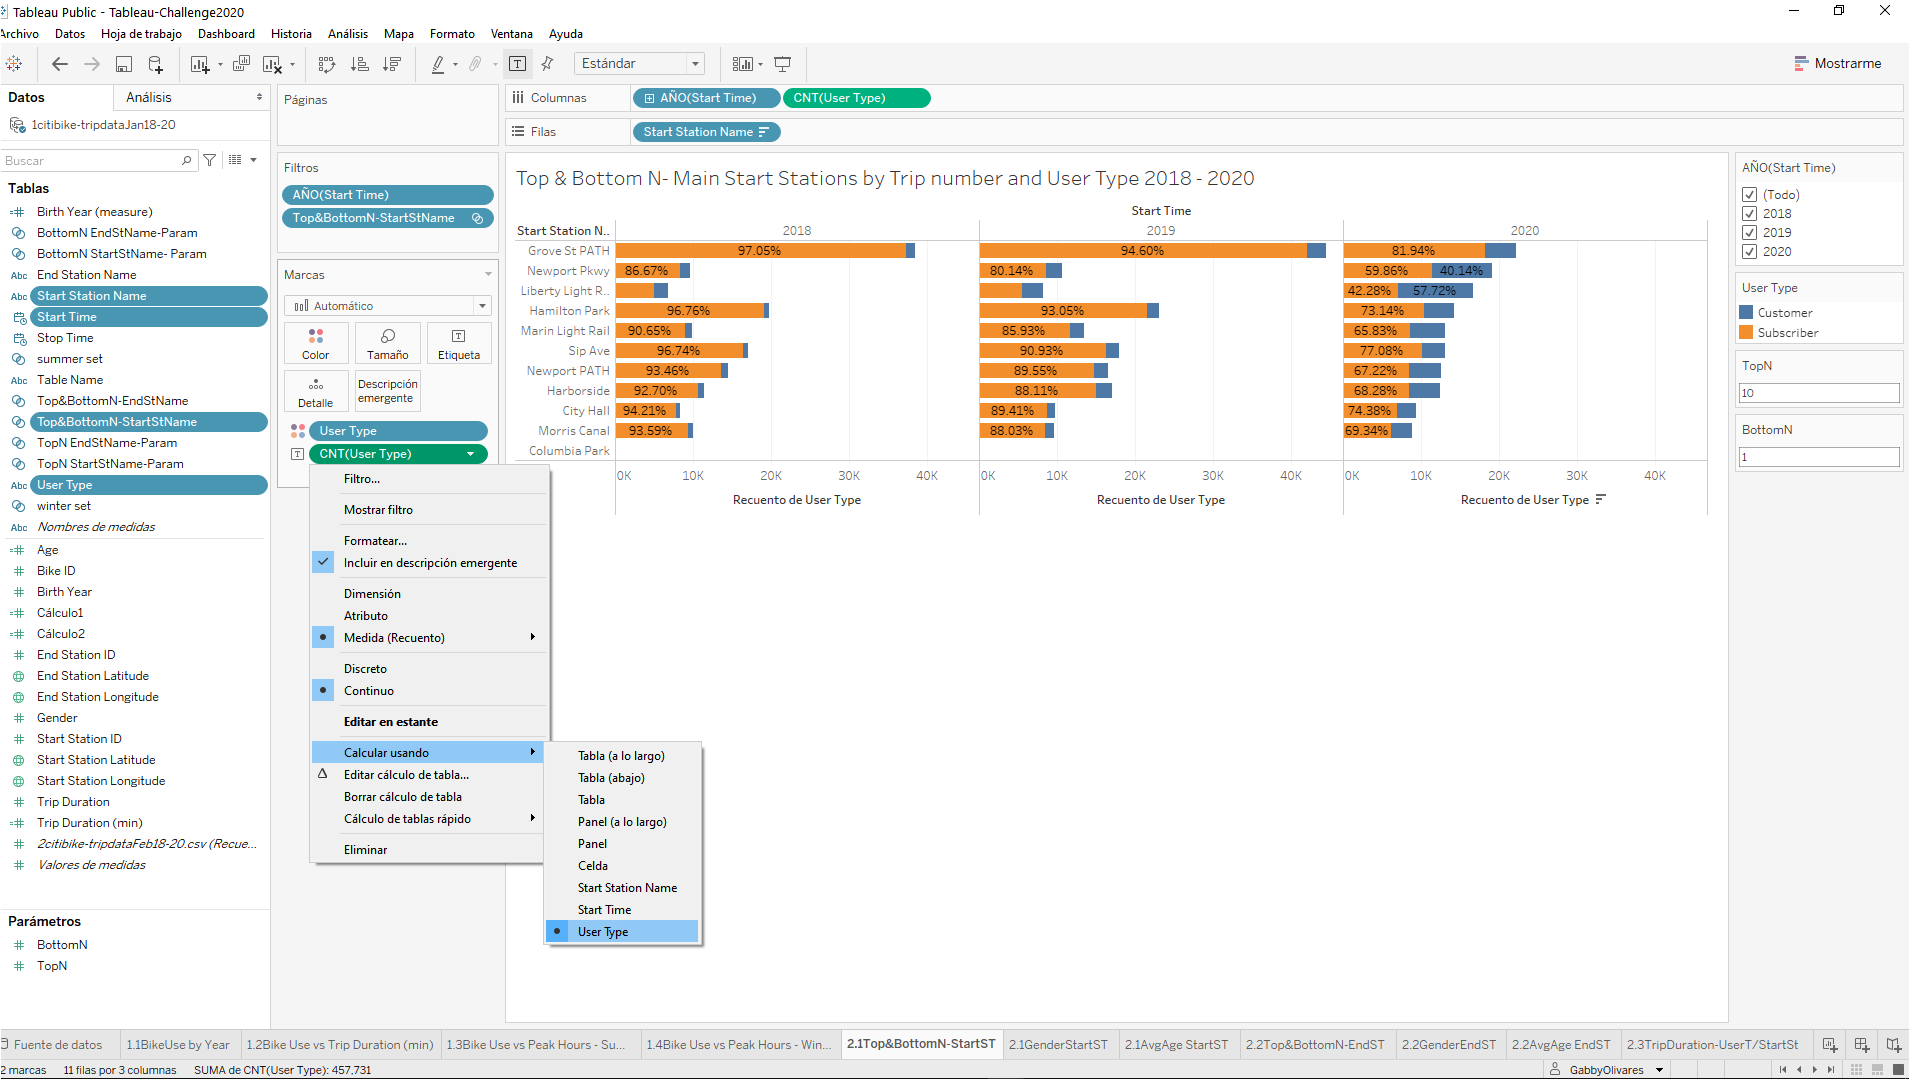 Tableau Public - Tableau-Challenge2020
Archivo Datos Hoja de trabajo Dashboard Historia Análisis Mapa Formato Ventana Ayuda
Estándar
Mostrarme
Datos
Análisis
1citibike-tripdataJan18-20
Buscar
Tablas
Birth Year (measure)
BottomN EndStName-Param
BottomN StartStName- Param
Abc End Station Name
Abc Start Station Name
Start Time
Stop Time
summer set
Abc Table Name
Top&BottomN-EndStName
Top&BottomN-StartStName
TopN EndStName-Param
TopN StartStName-Param
Abc User Type
winter set
Abc Nombres de medidas
Age
Bike ID
Birth Year
Cálculo1
Cálculo2
End Station ID
End Station Latitude
End Station Longitude
Gender
Start Station ID
Start Station Latitude
Start Station Longitude
Trip Duration
Trip Duration (min)
2citibike-tripdataFeb18-20.csv (Recue...
Valores de medidas
Parámetros
BottomN
TopN
Páginas
Filtros
AÑO(Start Time)
Top&BottomN-StartStName
Marcas
Automático
Color
Tamaño
Etiqueta
Detalle
Descripción
emergente
User Type
CNT(User Type)
Filtro...
Mostrar filtro
Formatear...
Incluir en descripción emergente
Dimensión
Atributo
Medida (Recuento)
Discreto
Continuo
Editar en estante
Calcular usando
Editar cálculo de tabla...
Borrar cálculo de tabla
Cálculo de tablas rápido
Eliminar
Tabla (a lo largo)
Tabla (abajo)
Tabla
Panel (a lo largo)
Panel
Celda
Start Station Name
Start Time
User Type
Columnas
AÑO(Start Time)
CNT(User Type)
Filas
Start Station Name
Top & Bottom N- Main Start Stations by Trip number and User Type 2018 - 2020
Start Time
Start Station N.. 2018 2019 2020
Grove St PATH 97.05% 94.60% 81.94%
Newport Pkwy 86.67% 80.14% 59.86% 40.14%
Liberty Light R.. 42.28% 57.72%
Hamilton Park 96.76% 93.05% 73.14%
Marin Light Rail 90.65% 85.93% 65.83%
Sip Ave 96.74% 90.93% 77.08%
Newport PATH 93.46% 89.55% 67.22%
Harborside 92.70% 88.11% 68.28%
City Hall 94.21% 89.41% 74.38%
Morris Canal 93.59% 88.03% 69.34%
Columbia Park
0K 10K 20K 30K 40K 0K 10K 20K 30K 40K 0K 10K 20K 30K 40K
Recuento de User Type Recuento de User Type Recuento de User Type
AÑO(Start Time)
(Todo)
2018
2019
2020
User Type
Customer
Subscriber
TopN
10
BottomN
1
Fuente de datos
1.1BikeUse by Year
1.2Bike Use vs Trip Duration (min)
1.3Bike Use vs Peak Hours - Su...
1.4Bike Use vs Peak Hours - Win...
2.1Top&BottomN-StartST
2.1GenderStartST
2.1AvgAge StartST
2.2Top&BottomN-EndST
2.2GenderEndST
2.2AvgAge EndST
2.3TripDuration-UserT/StartSt
2 marcas 11 filas por 3 columnas SUMA de CNT(User Type): 457,731
GabbyOlivares